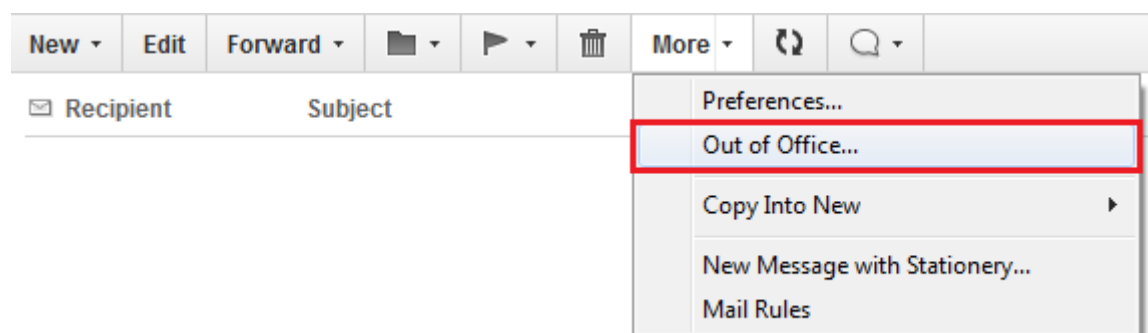 New Edit Forward More
Recipient Subject
Preferences...
Out of Office...
Copy Into New
New Message with Stationery...
Mail Rules